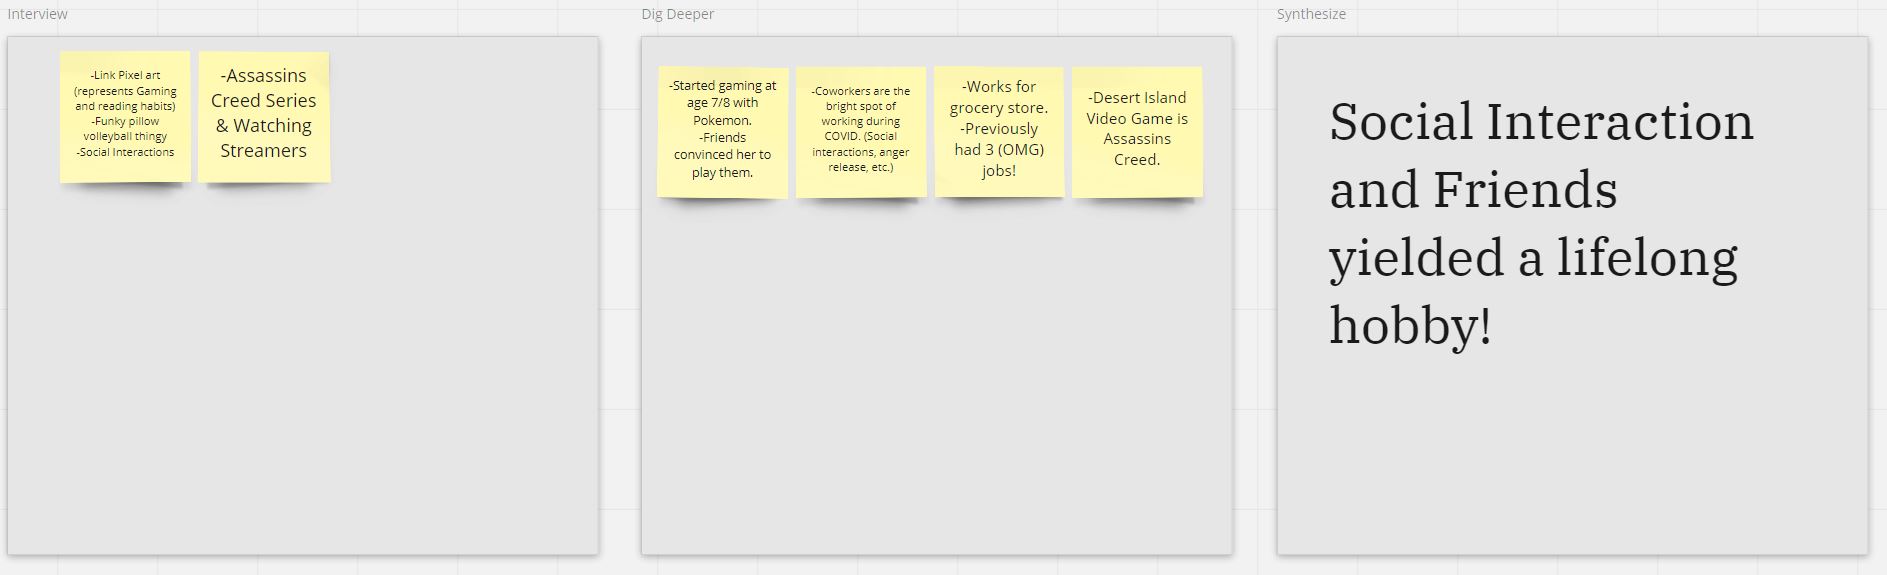 Interview
-Link Pixel art
(represents Gaming
and reading habits)
-Funky pillow
volleyball thingy
-Social Interactions
-Assassins
Creed Series
& Watching
Streamers
Dig Deeper
-Started gaming at
age 7/8 with
Pokemon.
-Friends
convinced her to
play them.
-Coworkers are the
bright spot of
working during
COVID. (Social
interactions, anger
release, etc.)
-Works for
grocery store.
-Previously
had 3 (OMG)
jobs!
-Desert Island
Video Game is
Assassins
Creed.
Synthesize
Social Interaction
and Friends
yielded a lifelong
hobby!